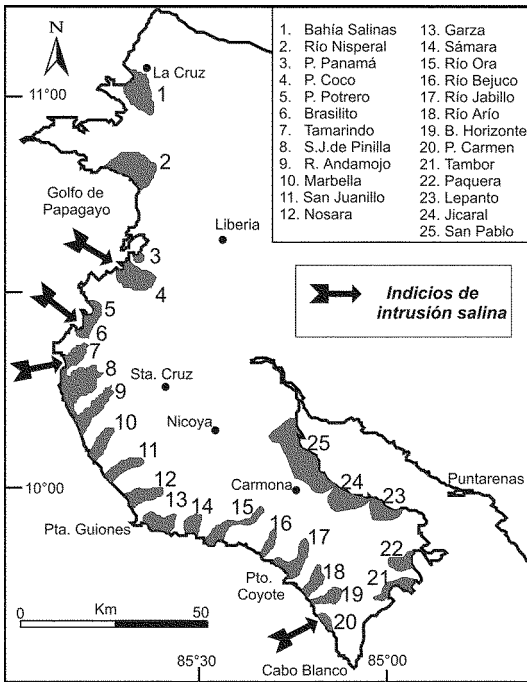 1. Bahía Salinas
2. Río Nisperal
3. P. Panamá
4. P. Coco
5. P. Potrero
6. Brasilito
7. Tamarindo
8. S.J.de Pinilla
9. R. Andamojo
10. Marbella
11. San Juanillo
12. Nosara
13. Garza
14. Sámara
15. Río Ora
16. Río Bejuco
17. Río Jabillo
18. Río Arío
19. B. Horizonte
20. P. Carmen
21. Tambor
22. Paquera
23. Lepanto
24. Jicaral
25. San Pablo
Indicios de
intrusión salina
N
La Cruz
11°00
1
2
Golfo de
Papagayo
Liberia
3
4
5
6
7
8
Sta. Cruz
9
Nicoya
10
25
11
Carmona
Puntarenas
10°00
12
24
23
13
14
15
Pta. Guiones
16
17
22
Pto.
Coyote
18
21
19
0
Km
50
20
Cabo Blanco
85°30
85°00